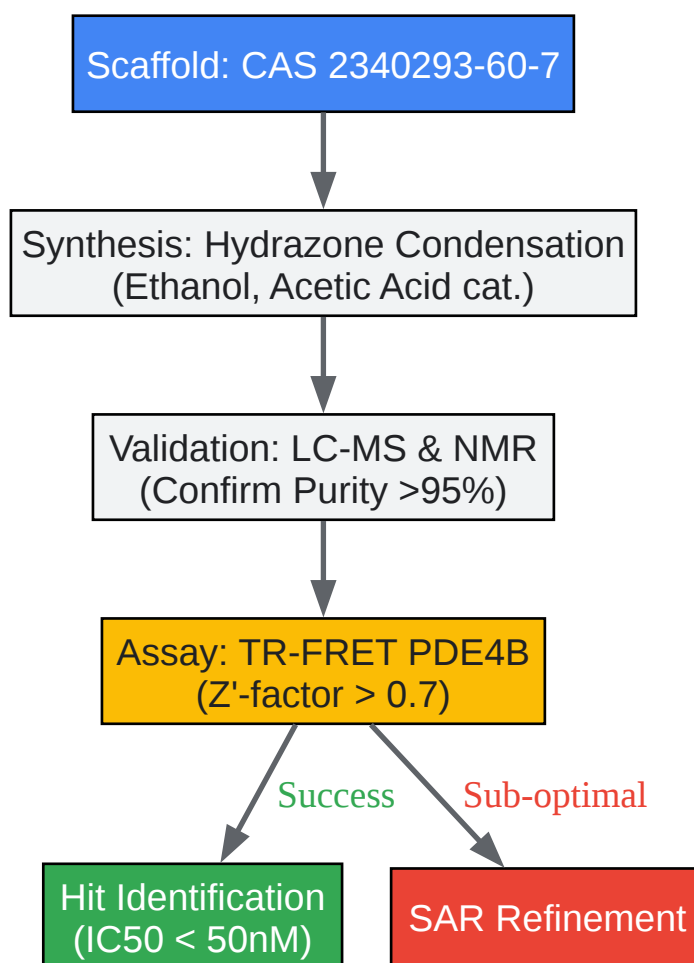 Scaffold: CAS 2340293-60-7
Synthesis: Hydrazone Condensation
(Ethanol, Acetic Acid cat.)
Validation: LC-MS & NMR
(Confirm Purity >95%)
Assay: TR-FRET PDE4B
(Z'-factor > 0.7)
Success
Sub-optimal
Hit Identification
(IC50 < 50nM)
SAR Refinement